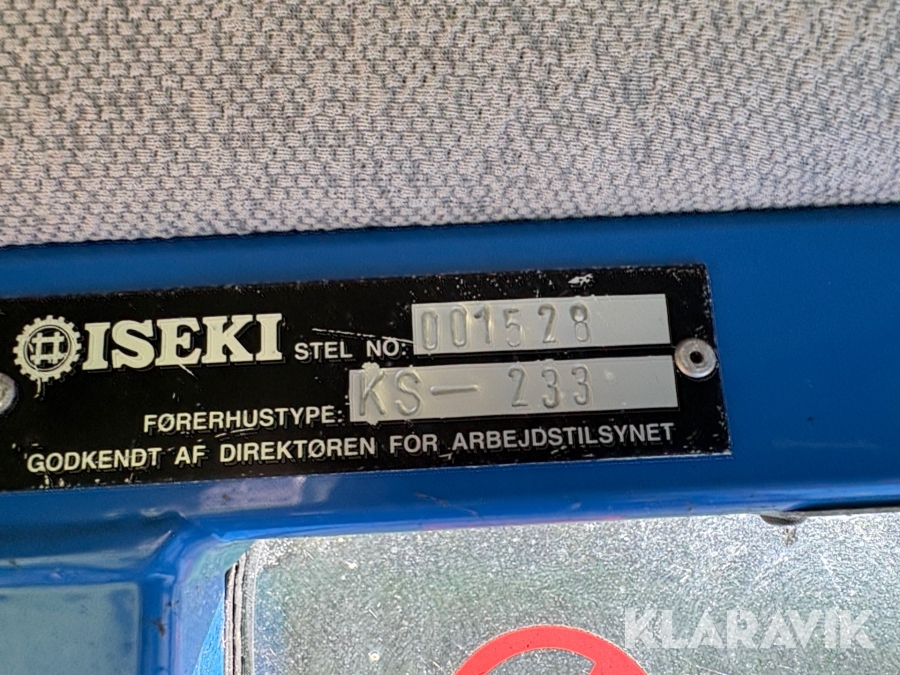 ISEKI STEL NO: 001528
FØRERHUSTYPE: KS- 233
GODKENDT AF DIREKTØREN FOR ARBEJDSTILSYNET
KLARAVIK